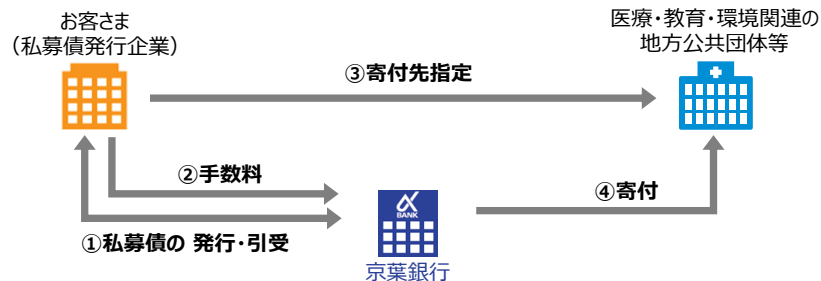 お客さま
（私募債発行企業）
医療・教育・環境関連の
地方公共団体等
③寄付先指定
②手数料
④寄付
①私募債の 発行・引受
α
BANK
京葉銀行